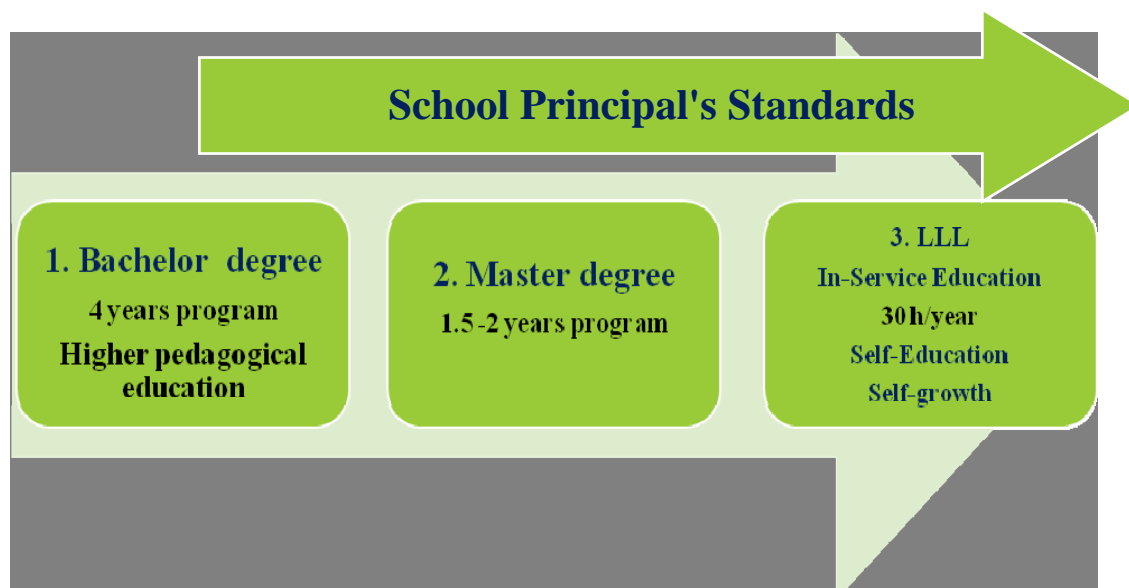 School Principal's Standards
1. Bachelor degree
4 years program
Higher pedagogical
education
2. Master degree
1.5-2 years program
3. LLL
In-Service Education
30h/year
Self-Education
Self-growth